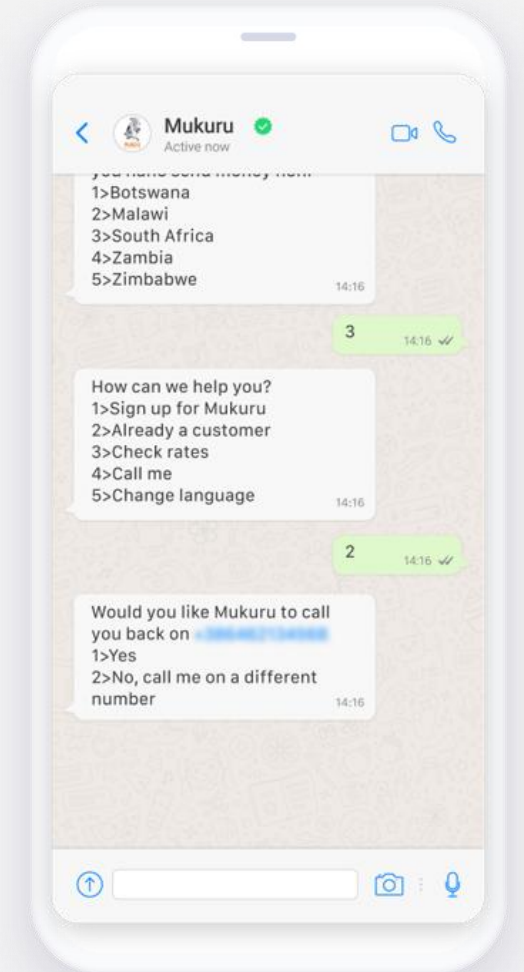 Mukuru
Active now
1>Botswana
2>Malawi
3>South Africa
4>Zambia
5>Zimbabwe
14:16
3
14:16
How can we help you?
1>Sign up for Mukuru
2>Already a customer
3>Check rates
4>Call me
5>Change language
14:16
2
14:16
Would you like Mukuru to call
you back on
1>Yes
2>No, call me on a different
number
14:16